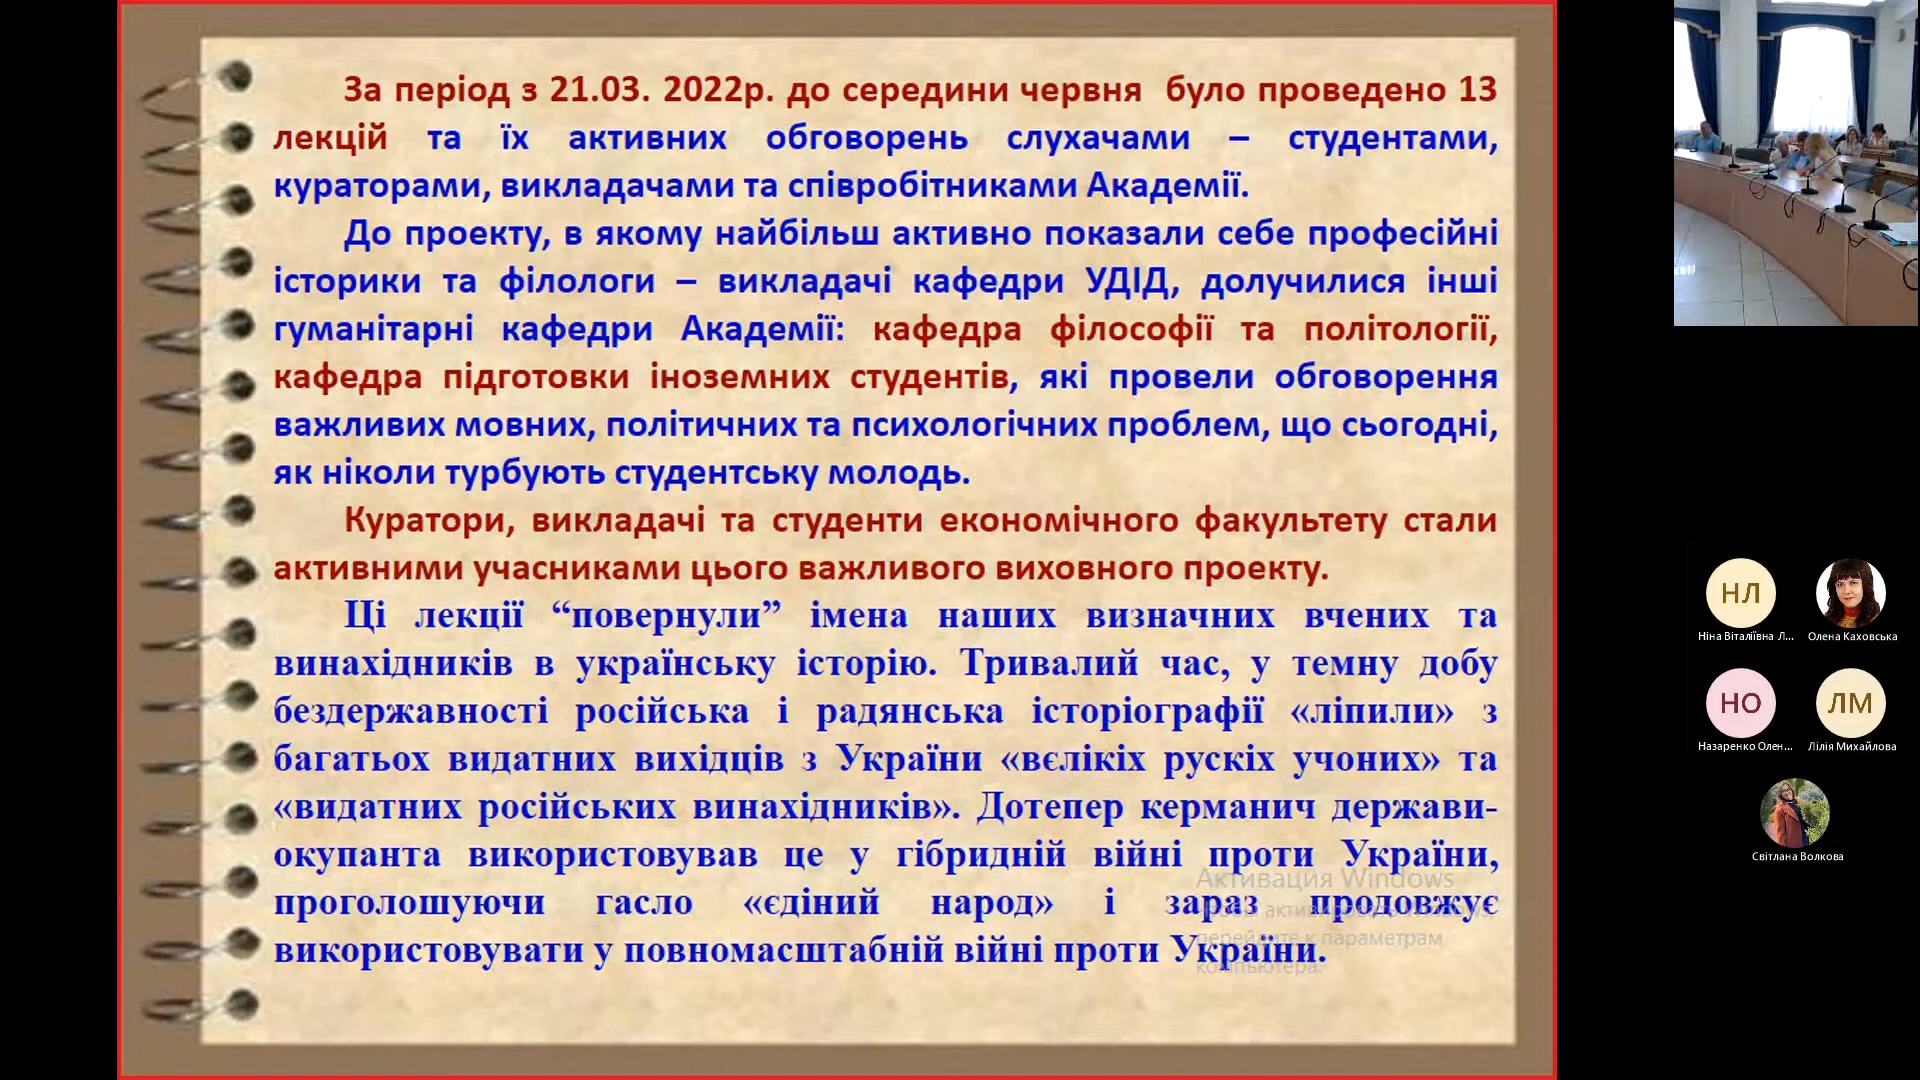 За період з 21.03. 2022р. до середини червня було проведено 13
лекцій та їх активних обговорень слухачами – студентами,
кураторами, викладачами та співробітниками Академії.
До проекту, в якому найбільш активно показали себе професійні
історики та філологи – викладачі кафедри УДІД, долучилися інші
гуманітарні кафедри Академії: кафедра філософії та політології,
кафедра підготовки іноземних студентів, які провели обговорення
важливих мовних, політичних та психологічних проблем, що сьогодні,
як ніколи турбують студентську молодь.
Куратори, викладачі та студенти економічного факультету стали
активними учасниками цього важливого виховного проекту.
Ці лекції “повернули” імена наших визначних вчених та
винахідників в українську історію. Тривалий час, у темну добу
бездержавності російська і радянська історіографії «ліпили» з
багатьох видатних вихідців з України «вєлікіх рускіх учоних» та
«видатних російських винахідників». Дотепер керманич держави-
окупанта використовував це у гібридній війні проти України,
проголошуючи гасло «єдіний народ» і зараз продовжує
використовувати у повномасштабній війні проти України.
Активация Windows
Чтобы активировать Windows,
перейдите к параметрам
компьютера.
НЛ
Ніна Віталіївна Л...
Олена Каховська
НО
Назаренко Олен...
ЛМ
Лілія Михайлова
Світлана Волкова